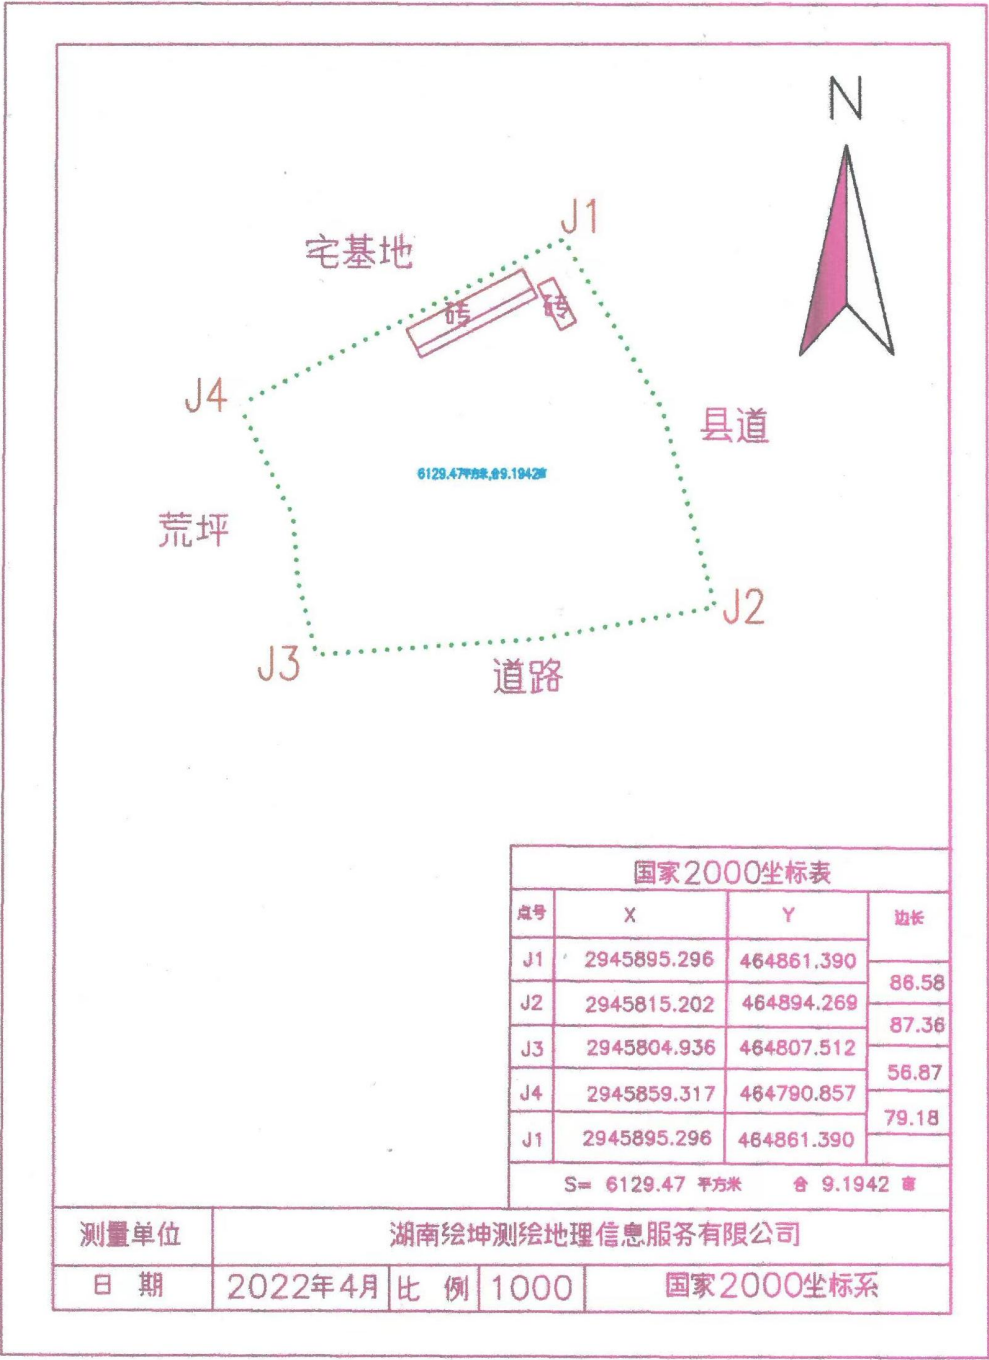 N
J1
宅基地
砖 砖
J4
县道
6129.47平方米,合9.1942亩
荒坪
J2
J3
道路
国家2000坐标表
点号 X Y 边长
J1 2945895.296 464861.390
86.58
J2 2945815.202 464894.269
87.36
J3 2945804.936 464807.512
56.87
J4 2945859.317 464790.857
79.18
J1 2945895.296 464861.390
S= 6129.47 平方米 合 9.1942 亩
测量单位 湖南绘坤测绘地理信息服务有限公司
日 期 2022年4月 比 例 1000 国家2000坐标系